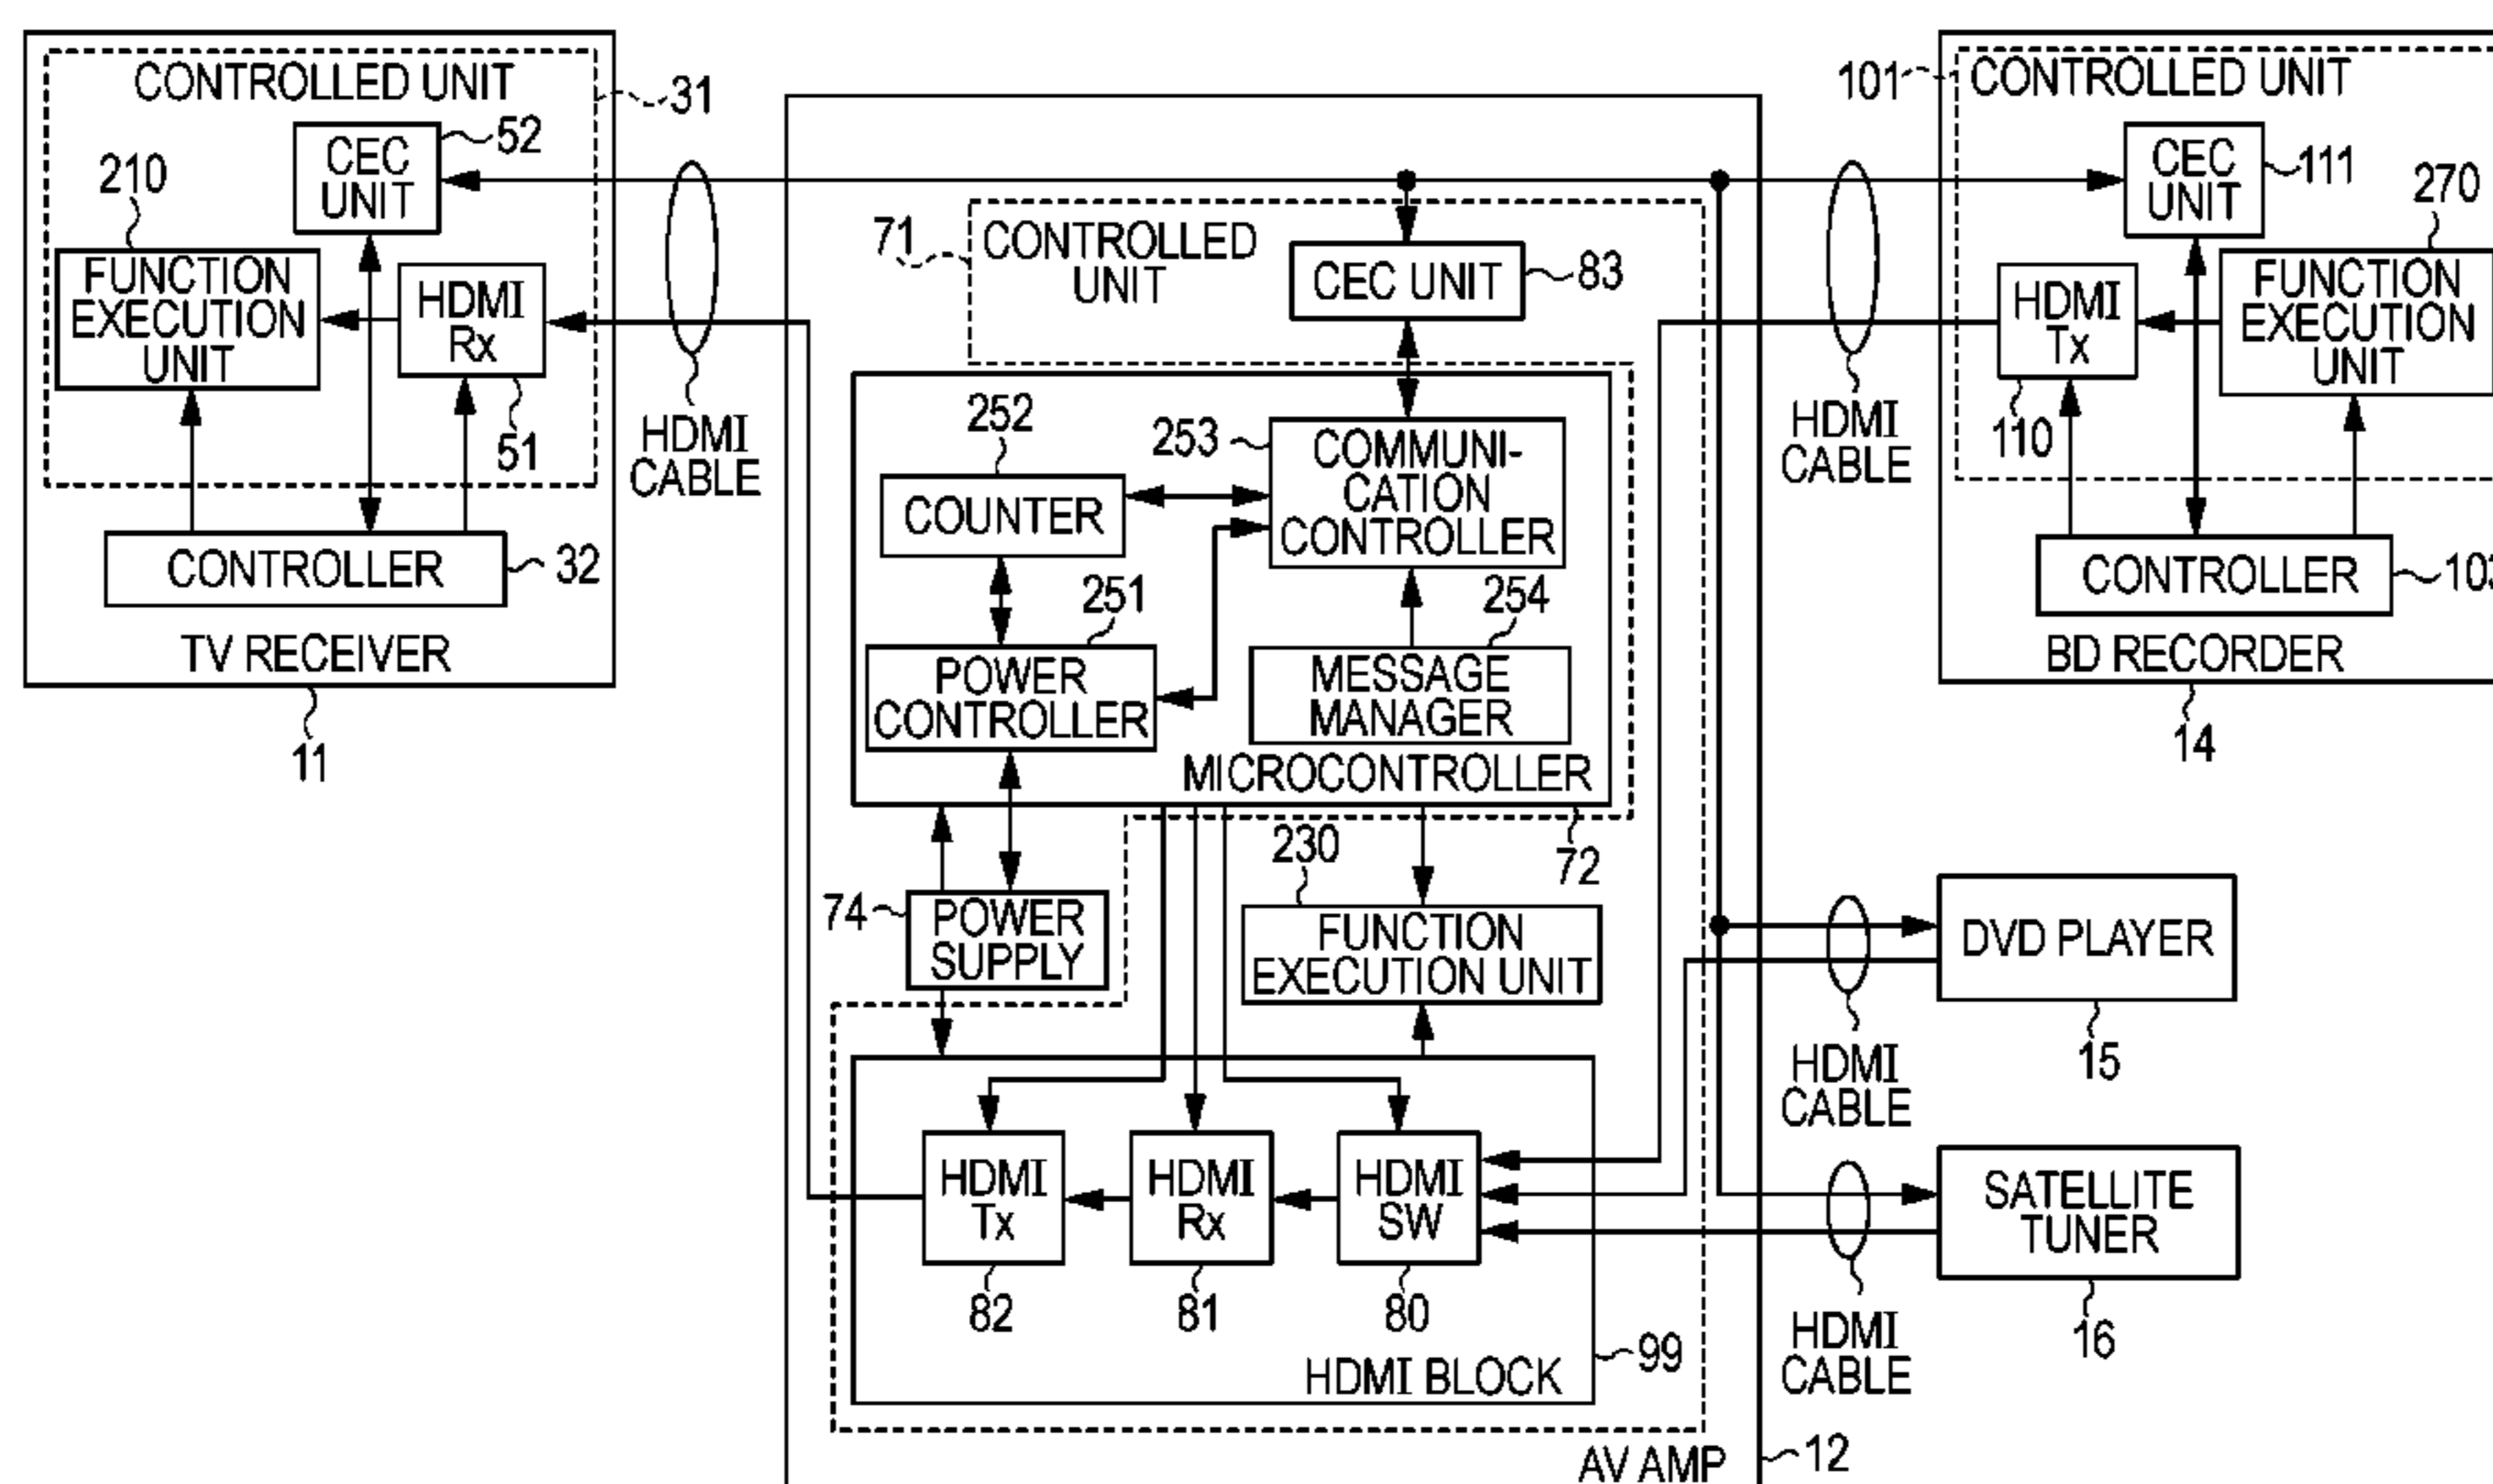 CONTROLLED UNIT
31
52
CEC
UNIT
210
FUNCTION
EXECUTION
UNIT
HDMI
Rx
51
CONTROLLER
32
TV RECEIVER
11
HDMI
CABLE
71
CONTROLLED
UNIT
CEC UNIT
83
252
COUNTER
253
COMMUNI-
CATION
CONTROLLER
251
POWER
CONTROLLER
254
MESSAGE
MANAGER
MICROCONTROLLER
72
74
POWER
SUPPLY
230
FUNCTION
EXECUTION UNIT
HDMI
Tx
82
HDMI
Rx
81
HDMI
SW
80
HDMI BLOCK
99
AV AMP
12
HDMI
CABLE
101
CONTROLLED UNIT
CEC
UNIT
111
270
HDMI
Tx
110
FUNCTION
EXECUTION
UNIT
CONTROLLER
BD RECORDER
14
DVD PLAYER
15
HDMI
CABLE
SATELLITE
TUNER
16
HDMI
CABLE